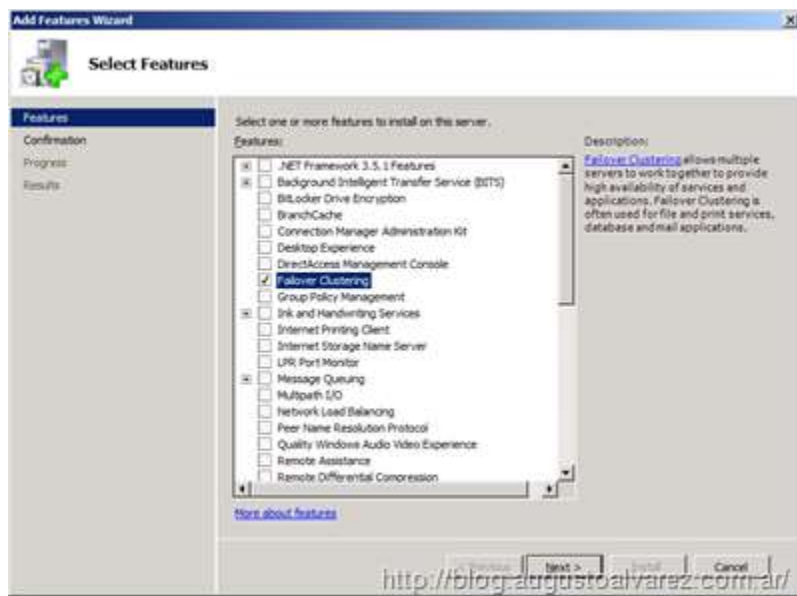 Add Features Wizard
Select Features
Features
Confirmation
Progress
Results
Select one or more features to install on this server.
Features:
.NET Framework 3.5.1 Features
Background Intelligent Transfer Service (BITS)
BitLocker Drive Encryption
BranchCache
Connection Manager Administration Kit
Desktop Experience
DirectAccess Management Console
Failover Clustering
Group Policy Management
Ink and Handwriting Services
Internet Printing Client
Internet Storage Name Server
LPR Port Monitor
Message Queuing
Multipath I/O
Network Load Balancing
Peer Name Resolution Protocol
Quality Windows Audio Video Experience
Remote Assistance
Remote Differential Compression
More about features
Description:
Failover Clustering allows multiple
servers to work together to provide
high availability of services and
applications. Failover Clustering is
often used for file and print services,
database and mail applications.
< Previous
Next >
Install
Cancel
http://blog.augustoalvarez.com.ar/